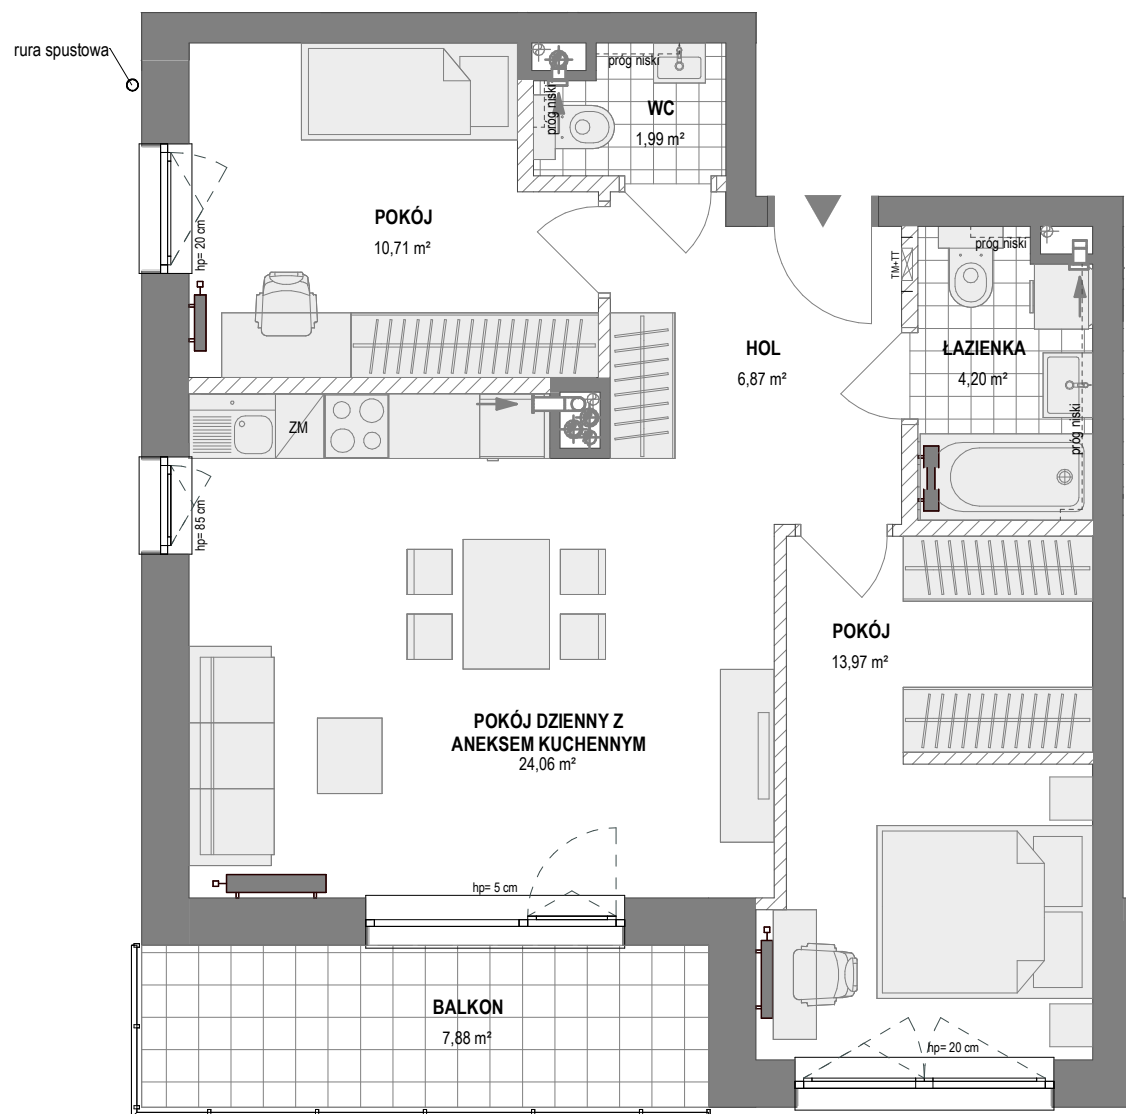 rura spustowa
próg niski
próg niski
WC
1,99 m²
POKÓJ
10,71 m²
hp= 20 cm
TM+TT
próg niski
HOL
6,87 m²
ŁAZIENKA
4,20 m²
próg niski
ZM
hp= 85 cm
POKÓJ
13,97 m²
POKÓJ DZIENNY Z
ANEKSEM KUCHENNYM
24,06 m²
hp= 5 cm
BALKON
7,88 m²
hp= 20 cm